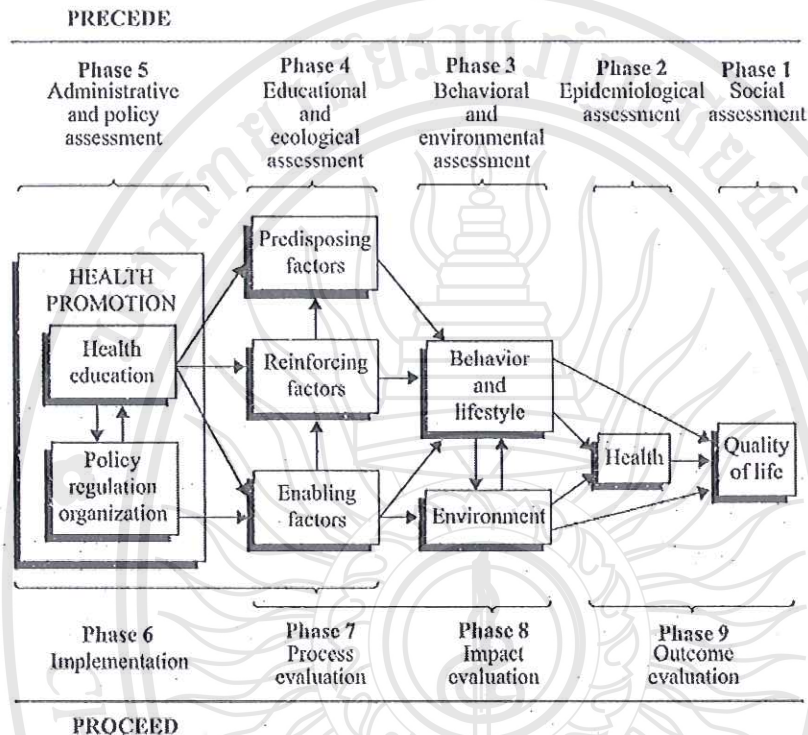 PRECEDE
Phase 5
Administrative
and policy
assessment
Phase 4
Educational
and
ecological
assessment
Phase 3
Behavioral
and
environmental
assessment
Phase 2
Epidemiological
assessment
Phase 1
Social
assessment
HEALTH
PROMOTION
Health
education
Policy
regulation
organization
Predisposing
factors
Reinforcing
factors
Enabling
factors
Behavior
and
lifestyle
Environment
Health
Quality
of life
Phase 6
Implementation
Phase 7
Process
evaluation
Phase 8
Impact
evaluation
Phase 9
Outcome
evaluation
PROCEED